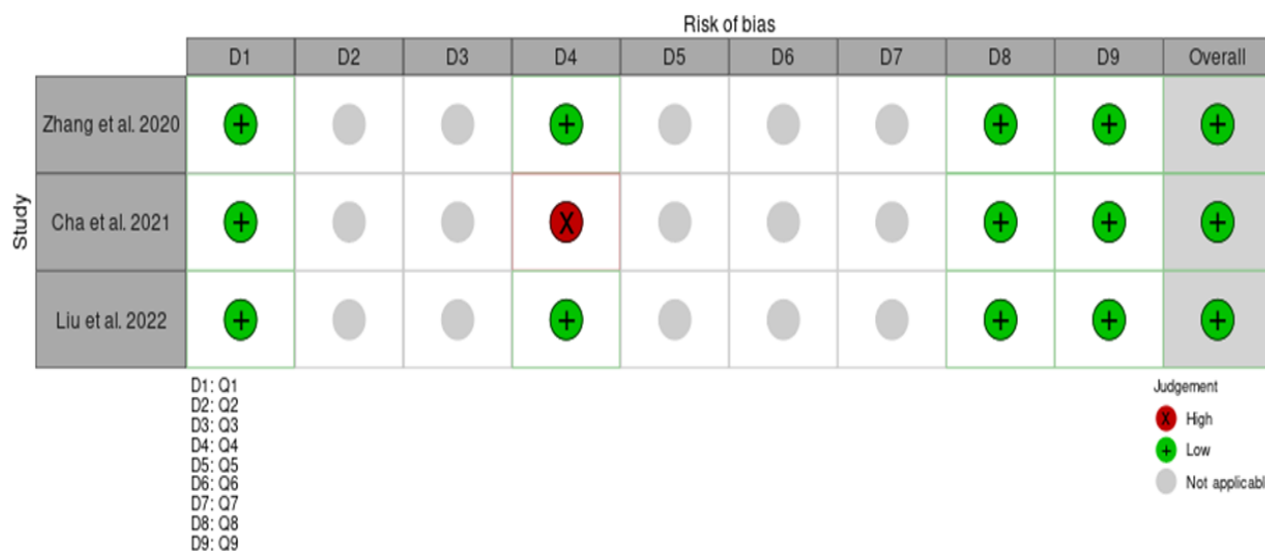 Risk of bias
D1 D2 D3 D4 D5 D6 D7 D8 D9 Overall
Study
Zhang et al. 2020 + + + + +
Cha et al. 2021 + X + + +
Liu et al. 2022 + + + + +
D1: Q1
D2: Q2
D3: Q3
D4: Q4
D5: Q5
D6: Q6
D7: Q7
D8: Q8
D9: Q9
Judgement
X High
+ Low
Not applicabl